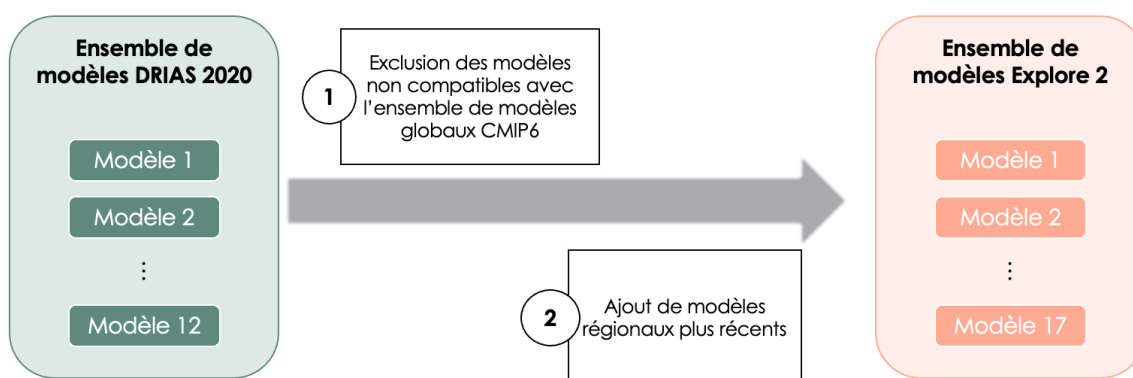 Ensemble de
modèles DRIAS 2020
Modèle 1
Modèle 2
⋮
Modèle 12
1
Exclusion des modèles
non compatibles avec
l'ensemble de modèles
globaux CMIP6
2
Ajout de modèles
régionaux plus récents
Ensemble de
modèles Explore 2
Modèle 1
Modèle 2
⋮
Modèle 17